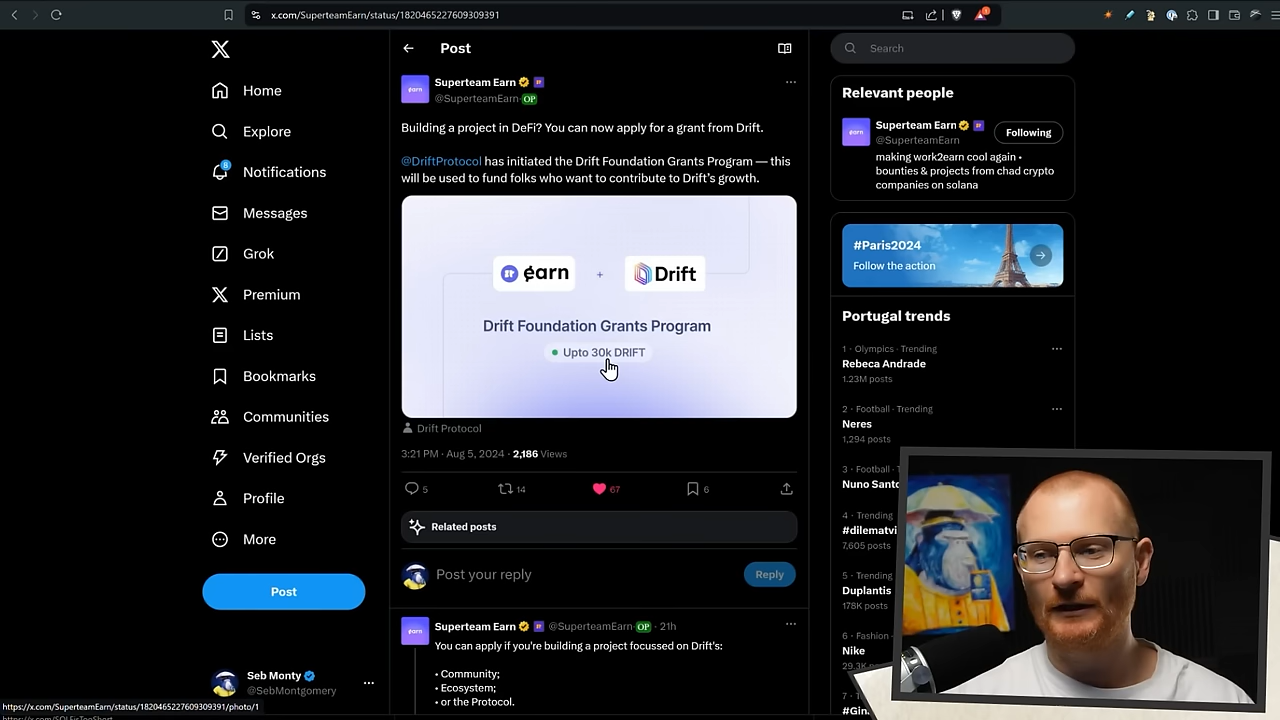 x.com/SuperteamEarn/status/1820465227609309391
Home
Explore
8
Notifications
Messages
Grok
Premium
Lists
Bookmarks
Communities
Verified Orgs
Profile
More
Post
Seb Monty
@SebMontgomery
https://x.com/SuperteamEarn/status/1820465227609309391/photo/1
Post
Superteam Earn
@SuperteamEarn OP
Building a project in DeFi? You can now apply for a grant from Drift.
@DriftProtocol has initiated the Drift Foundation Grants Program — this
will be used to fund folks who want to contribute to Drift's growth.
earn + Drift
Drift Foundation Grants Program
Upto 30k DRIFT
Drift Protocol
3:21 PM · Aug 5, 2024 · 2,186 Views
5 14 67 6
Related posts
Post your reply
Reply
Superteam Earn @SuperteamEarn OP · 21h
You can apply if you're building a project focussed on Drift's:
• Community;
• Ecosystem;
• or the Protocol.
Search
Relevant people
Superteam Earn
@SuperteamEarn
Following
making work2earn cool again •
bounties & projects from chad crypto
companies on solana
#Paris2024
Follow the action
Portugal trends
1 · Olympics · Trending
Rebeca Andrade
1.23M posts
2 · Football · Trending
Neres
1,294 posts
3 · Football ·
Nuno Santo
4 · Trending
#dilematvi
7,605 posts
5 · Trending
Duplantis
178K posts
6 · Fashion ·
Nike
29.3K
7 ·
#Gin